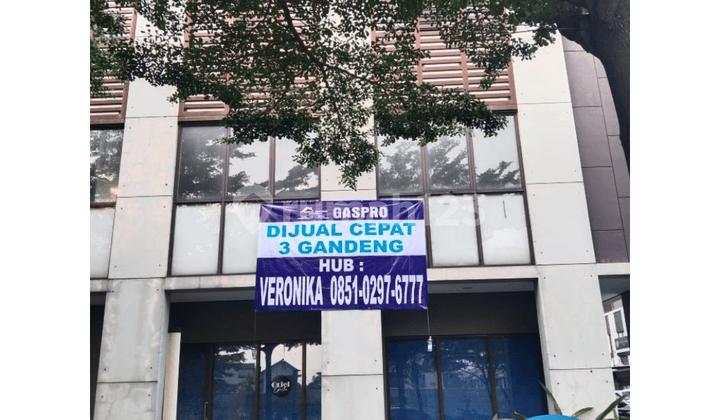 GASPRO
DIJUAL CEPAT
3 GANDENG
HUB :
VERONIKA 0851-0297-6777